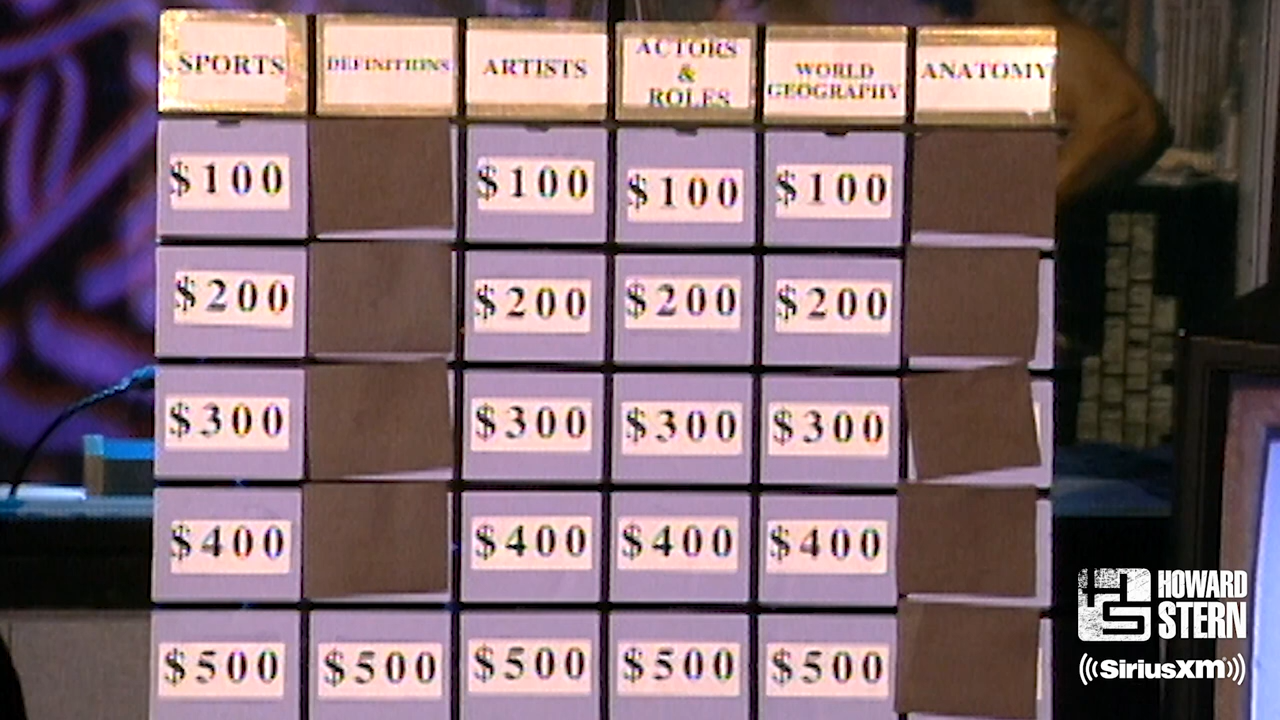 SPORTS
DEFINITIONS
ARTISTS
ACTORS
&
ROLES
WORLD
GEOGRAPHY
ANATOMY
$100
$100
$100
$100
$200
$200
$200
$200
$300
$300
$300
$300
$400
$400
$400
$400
$500
$500
$500
$500
$500
HOWARD
STERN
SiriusXM